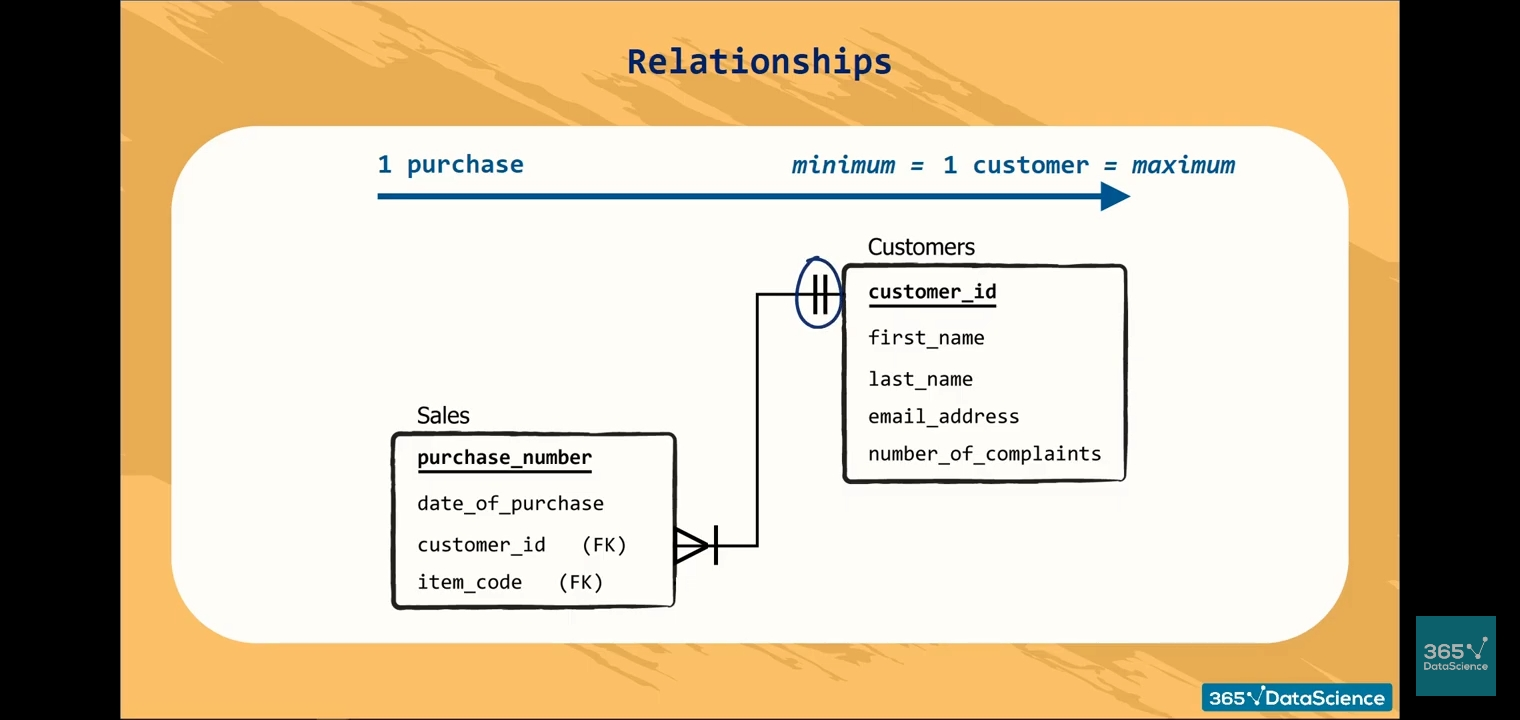 Relationships
1 purchase
minimum = 1 customer = maximum
Customers
customer_id
first_name
last_name
email_address
number_of_complaints
Sales
purchase_number
date_of_purchase
customer_id (FK)
item_code (FK)
365
DataScience
365 DataScience